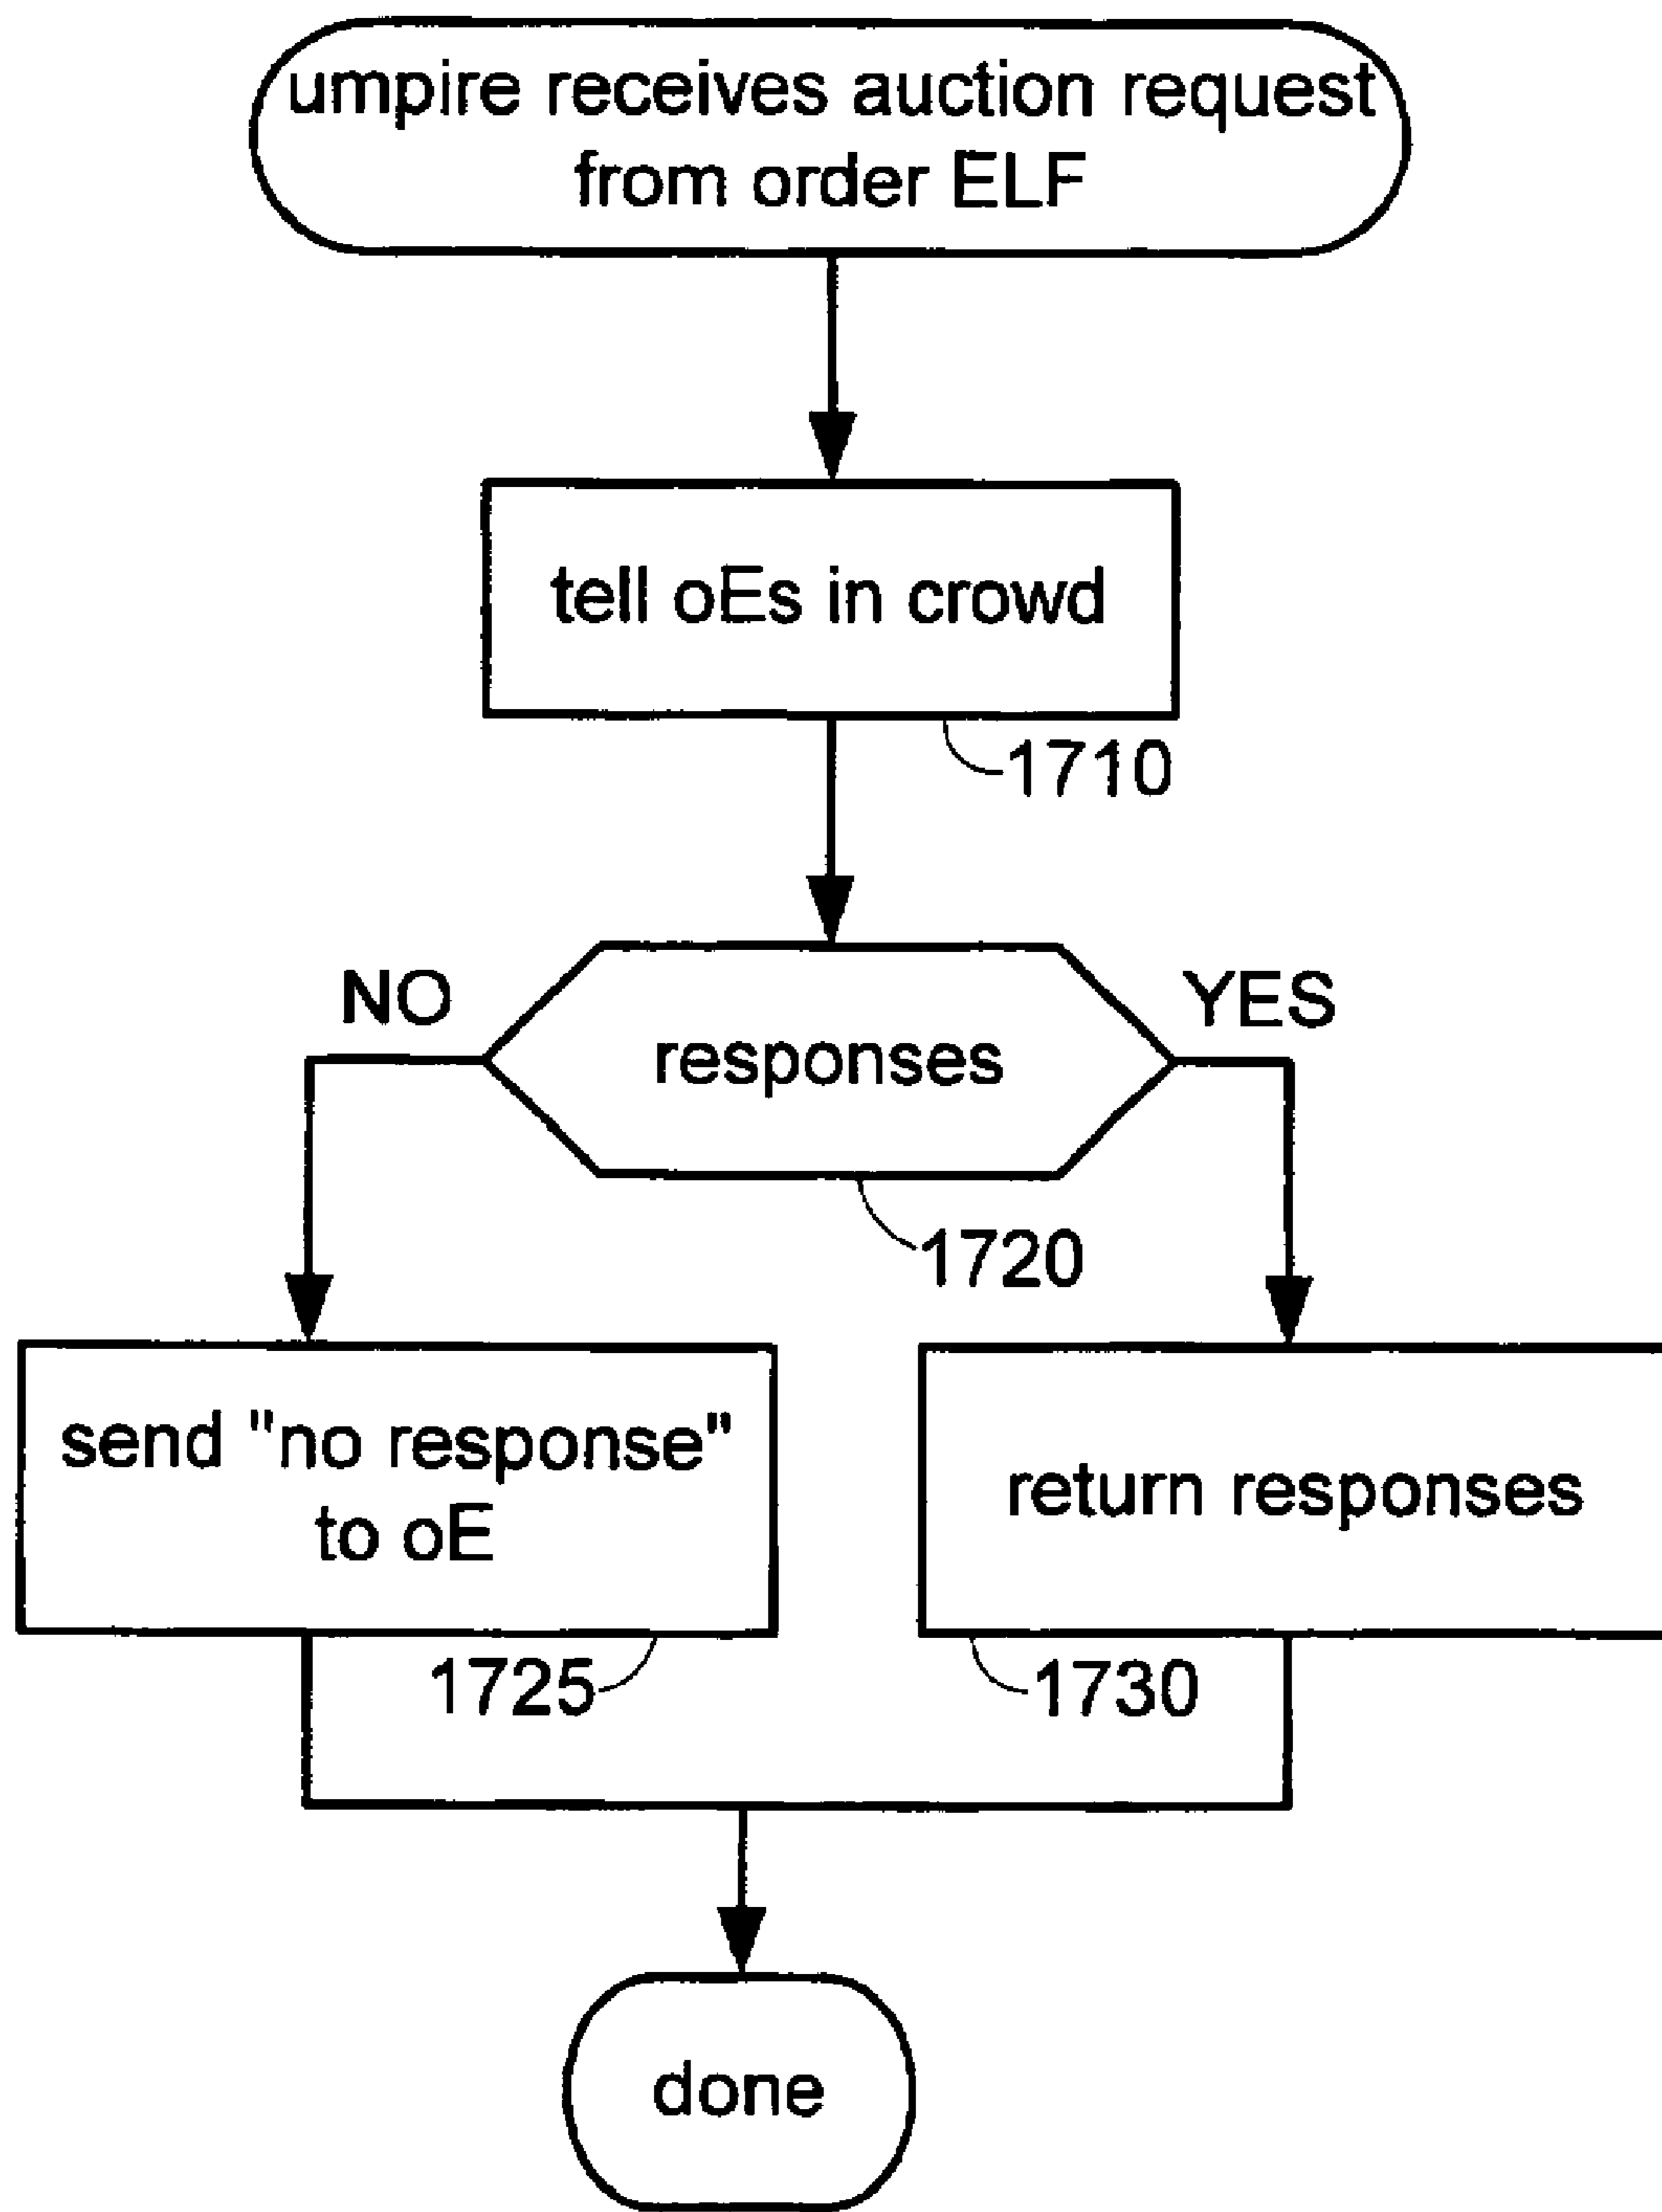 umpire receives auction request
from order ELF
tell oEs in crowd
1710
NO
YES
responses
1720
send "no response"
to oE
return responses
1725
1730
done